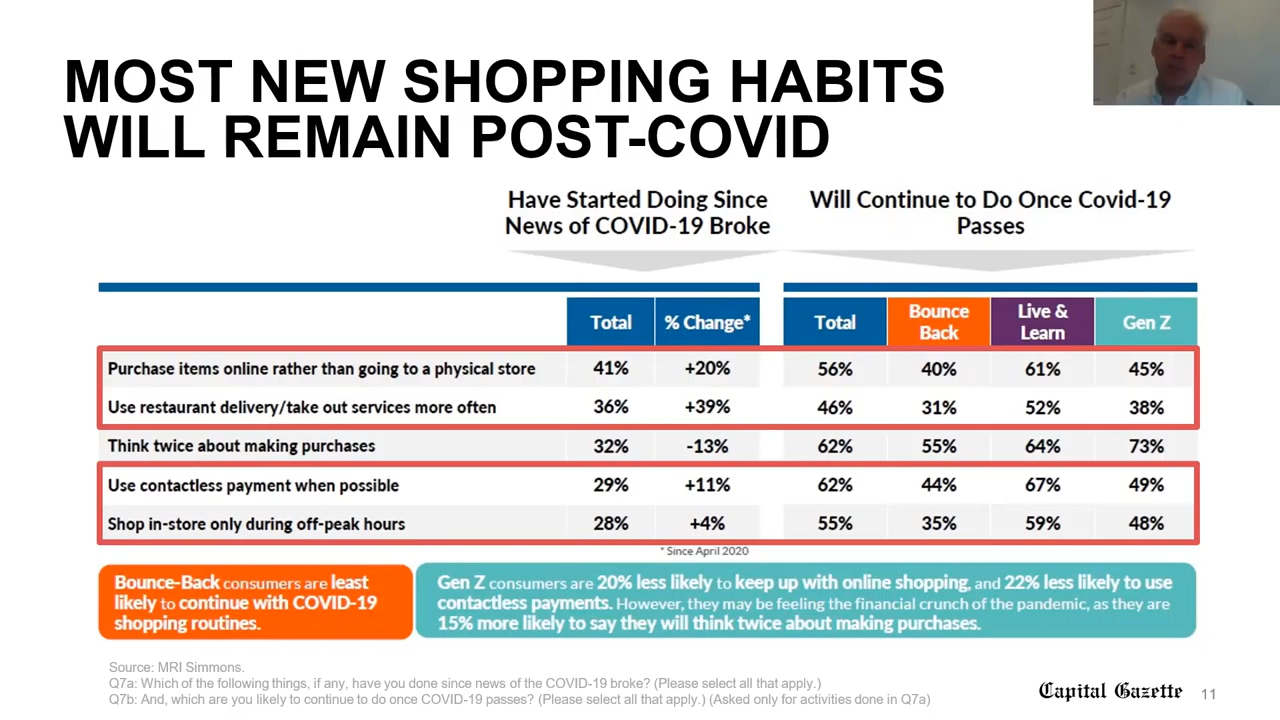 MOST NEW SHOPPING HABITS
WILL REMAIN POST-COVID
Have Started Doing Since
News of COVID-19 Broke
Will Continue to Do Once Covid-19
Passes
Total % Change* Total Bounce Back Live & Learn Gen Z
Purchase items online rather than going to a physical store 41% +20% 56% 40% 61% 45%
Use restaurant delivery/take out services more often 36% +39% 46% 31% 52% 38%
Think twice about making purchases 32% -13% 62% 55% 64% 73%
Use contactless payment when possible 29% +11% 62% 44% 67% 49%
Shop in-store only during off-peak hours 28% +4% 55% 35% 59% 48%
* Since April 2020
Bounce-Back consumers are least
likely to continue with COVID-19
shopping routines.
Gen Z consumers are 20% less likely to keep up with online shopping, and 22% less likely to use
contactless payments. However, they may be feeling the financial crunch of the pandemic, as they are
15% more likely to say they will think twice about making purchases.
Source: MRI Simmons.
Q7a: Which of the following things, if any, have you done since news of the COVID-19 broke? (Please select all that apply.)
Q7b: And, which are you likely to continue to do once COVID-19 passes? (Please select all that apply.) (Asked only for activities done in Q7a)
Capital Gazette 11